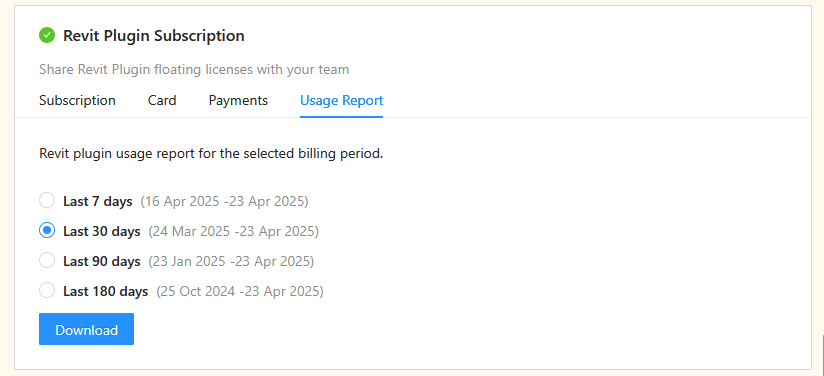 Revit Plugin Subscription
Share Revit Plugin floating licenses with your team
Subscription Card Payments Usage Report
Revit plugin usage report for the selected billing period.
Last 7 days (16 Apr 2025 -23 Apr 2025)
Last 30 days (24 Mar 2025 -23 Apr 2025)
Last 90 days (23 Jan 2025 -23 Apr 2025)
Last 180 days (25 Oct 2024 -23 Apr 2025)
Download